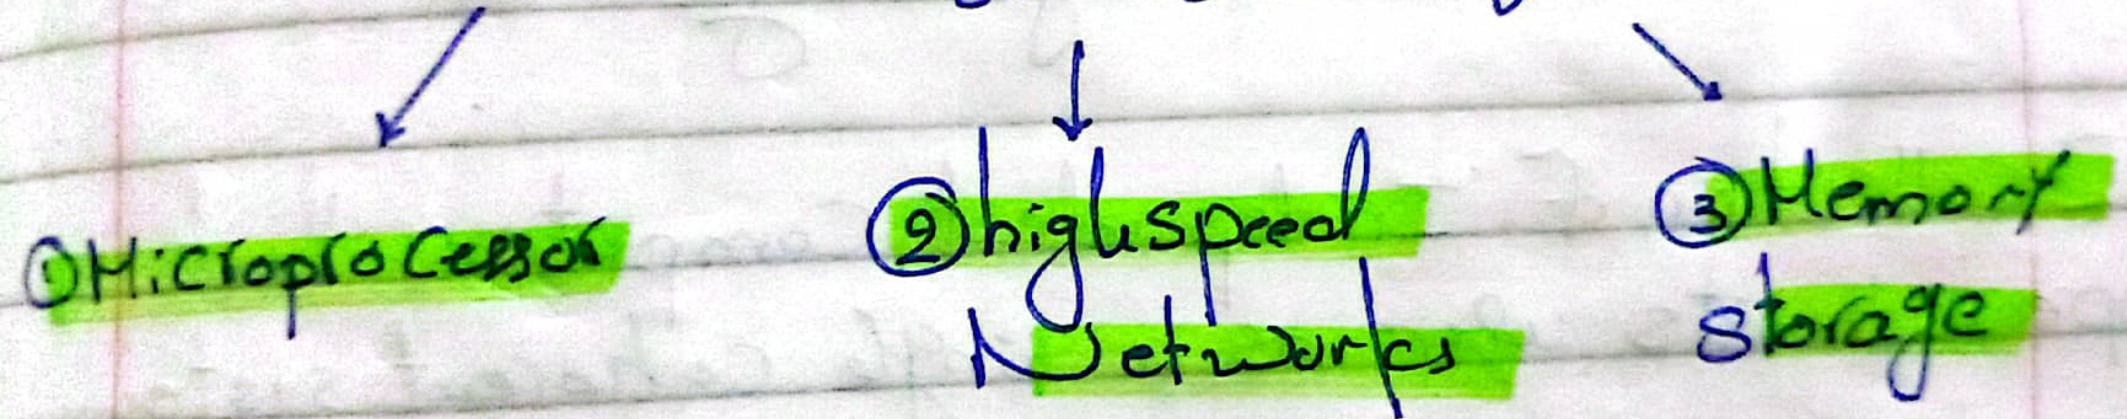 ① Microprocessor
② highspeed
Networks
③ Memory
storage